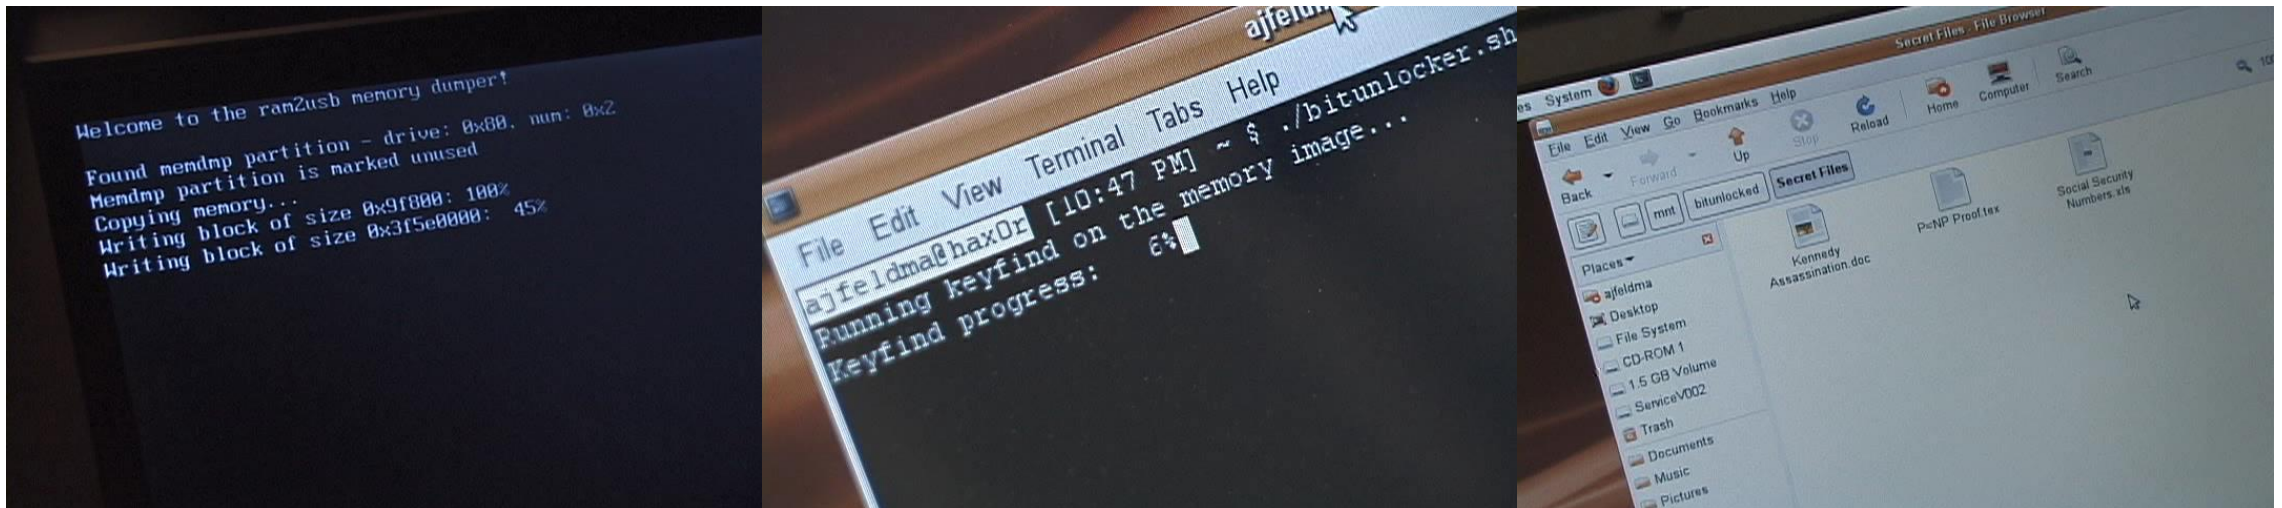 Welcome to the ram2usb memory dumper!
Found memdmp partition - drive: 0x80, num: 0x2
Memdmp partition is marked unused
Copying memory...
Writing block of size 0x9f800: 100%
Writing block of size 0x3f5e0000: 45%
ajfeldm
File Edit View Terminal Tabs Help
ajfeldma@hax0r [10:47 PM] ~ $ ./bitunlocker.sh
Running keyfind on the memory image...
Keyfind progress: 6%
Secret Files - File Browser
es System
File Edit View Go Bookmarks Help
Back Forward Up Stop Reload Home Computer Search
mnt bitunlocked Secret Files
100
Places
ajfeldma
Desktop
File System
CD-ROM 1
1.5 GB Volume
ServiceV002
Trash
Documents
Music
Pictures
Kennedy
Assassination.doc
P=NP Proof.tex
Social Security
Numbers.xls